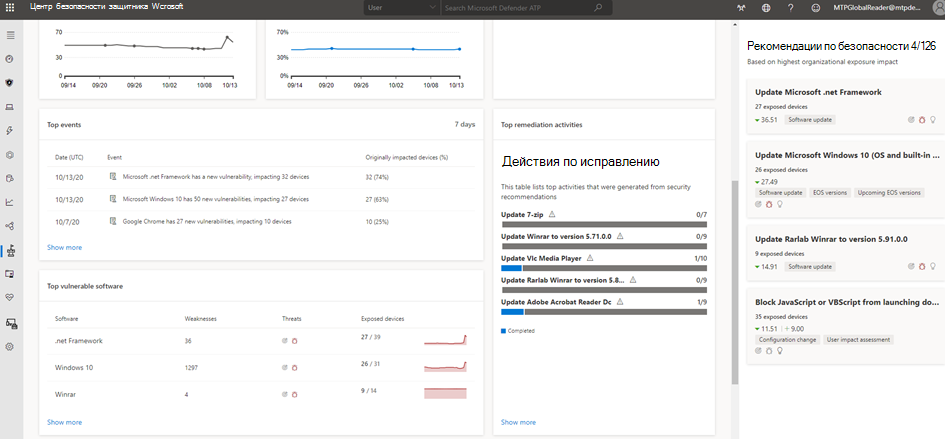 Центр безопасности защитника Wcrosoft
User
Search Microsoft Defender ATP
MTPGlobalReader@mtpde...
70
35
0
09/14 09/20 09/26 10/02 10/08 10/13
70%
30%
0%
09/14 09/20 09/26 10/02 10/08 10/13
Top events
7 days
Date (UTC) Event Originally impacted devices (%)
10/13/20 Microsoft .net Framework has a new vulnerability, impacting 32 devices 32 (74%)
10/13/20 Microsoft Windows 10 has 50 new vulnerabilities, impacting 27 devices 27 (63%)
10/7/20 Google Chrome has 27 new vulnerabilities, impacting 10 devices 10 (25%)
Show more
Top vulnerable software
Software Weaknesses Threats Exposed devices
.net Framework 36 27 / 39
Windows 10 1297 26 / 31
Winrar 4 9 / 14
Show more
Top remediation activities
Действия по исправлению
This table lists top activities that were generated from security
recommendations
Update 7-zip 0/7
Update Winrar to version 5.71.0.0 0/9
Update Vlc Media Player 1/10
Update Rarlab Winrar to version 5.8... 0/9
Update Adobe Acrobat Reader Dc 1/9
Completed
Show more
Рекомендации по безопасности 4/126
Based on highest organizational exposure impact
Update Microsoft .net Framework
27 exposed devices
36.51 Software update
Update Microsoft Windows 10 (OS and built-in ...
26 exposed devices
27.49
Software update EOS versions Upcoming EOS versions
Update Rarlab Winrar to version 5.91.0.0
9 exposed devices
14.91 Software update
Block JavaScript or VBScript from launching do...
35 exposed devices
11.51 | + 9.00
Configuration change User impact assessment